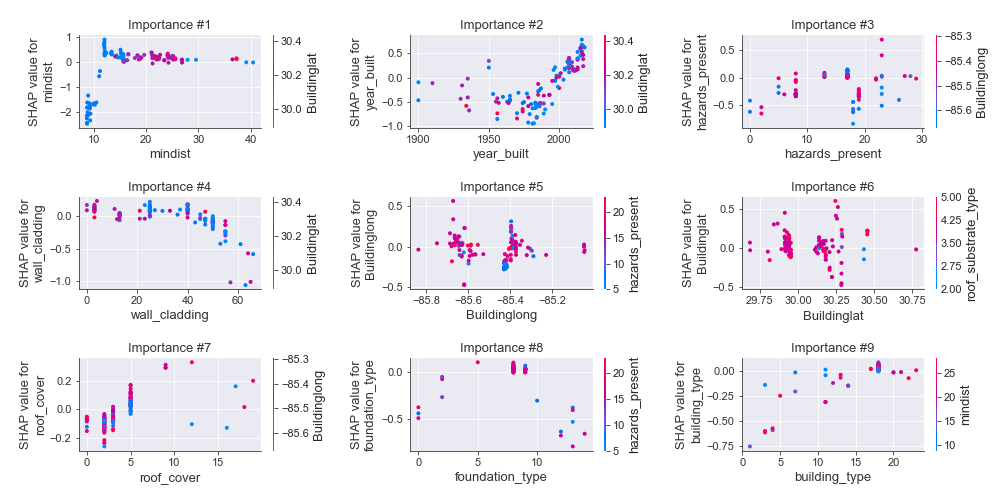 Importance #1
Importance #2
Importance #3
SHAP value for
mindist
1
0
−1
−2
10
20
30
40
mindist
30.4
30.2
30.0
Buildinglat
SHAP value for
year_built
0.5
0.0
−0.5
−1.0
1900
1950
2000
year_built
30.4
30.2
30.0
Buildinglat
SHAP value for
hazards_present
0.5
0.0
−0.5
0
10
20
30
hazards_present
−85.3
−85.4
−85.5
−85.6
Buildinglong
Importance #4
Importance #5
Importance #6
SHAP value for
wall_cladding
0.0
−0.5
−1.0
0
20
40
60
wall_cladding
30.4
30.2
30.0
Buildinglat
SHAP value for
Buildinglong
0.5
0.0
−0.5
−85.8
−85.6
−85.4
−85.2
Buildinglong
20
15
10
5
hazards_present
SHAP value for
Buildinglat
0.5
0.0
−0.5
29.75
30.00
30.25
30.50
30.75
Buildinglat
5.00
4.25
3.50
2.75
2.00
roof_substrate_type
Importance #7
Importance #8
Importance #9
SHAP value for
roof_cover
0.2
0.0
−0.2
0
5
10
15
roof_cover
−85.3
−85.4
−85.5
−85.6
Buildinglong
SHAP value for
foundation_type
0.0
−0.5
0
5
10
foundation_type
20
15
10
5
hazards_present
SHAP value for
building_type
0.00
−0.25
−0.50
−0.75
0
5
10
15
20
building_type
25
20
15
10
mindist